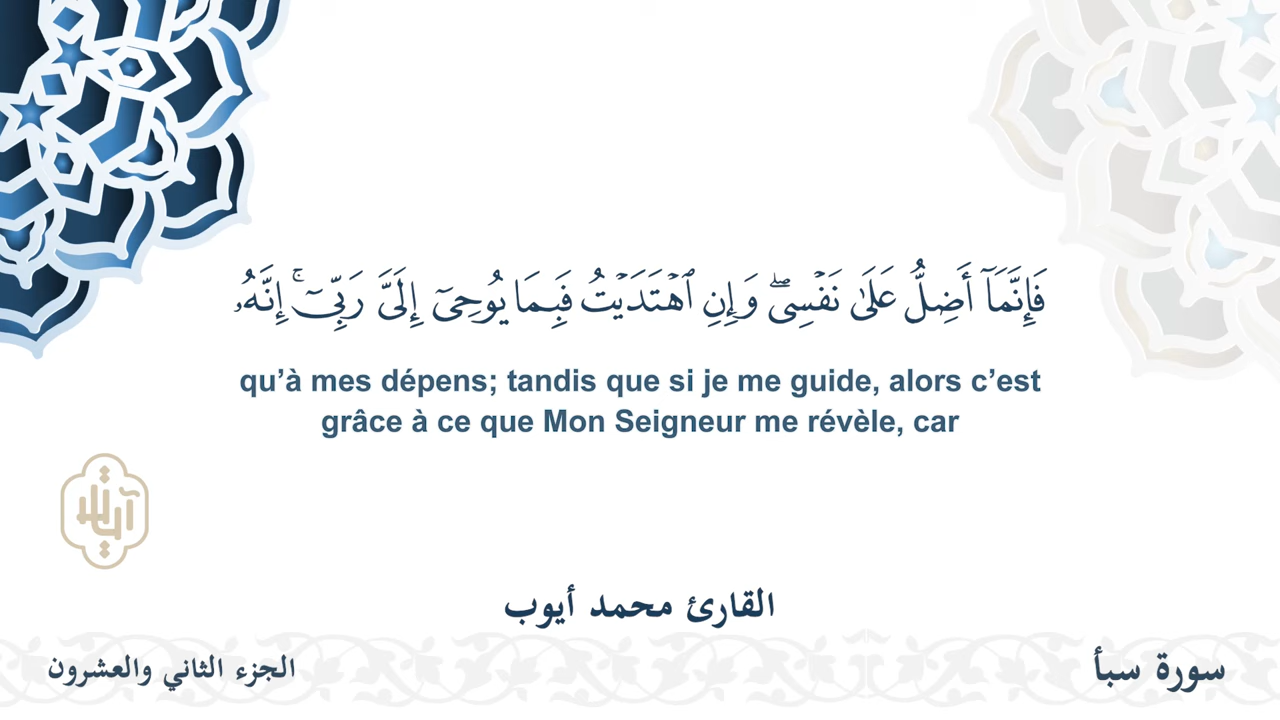 فَإِنَّمَآ أَضِلُّ عَلَىٰ نَفۡسِيۖ وَإِنِ ٱهۡتَدَيۡتُ فَبِمَا يُوحِيٓ إِلَيَّ رَبِّيٓۚ إِنَّهُۥ
qu’à mes dépens; tandis que si je me guide, alors c’est
grâce à ce que Mon Seigneur me révèle, car
آيات
القارئ محمد أيوب
سورة سبأ
الجزء الثاني والعشرون